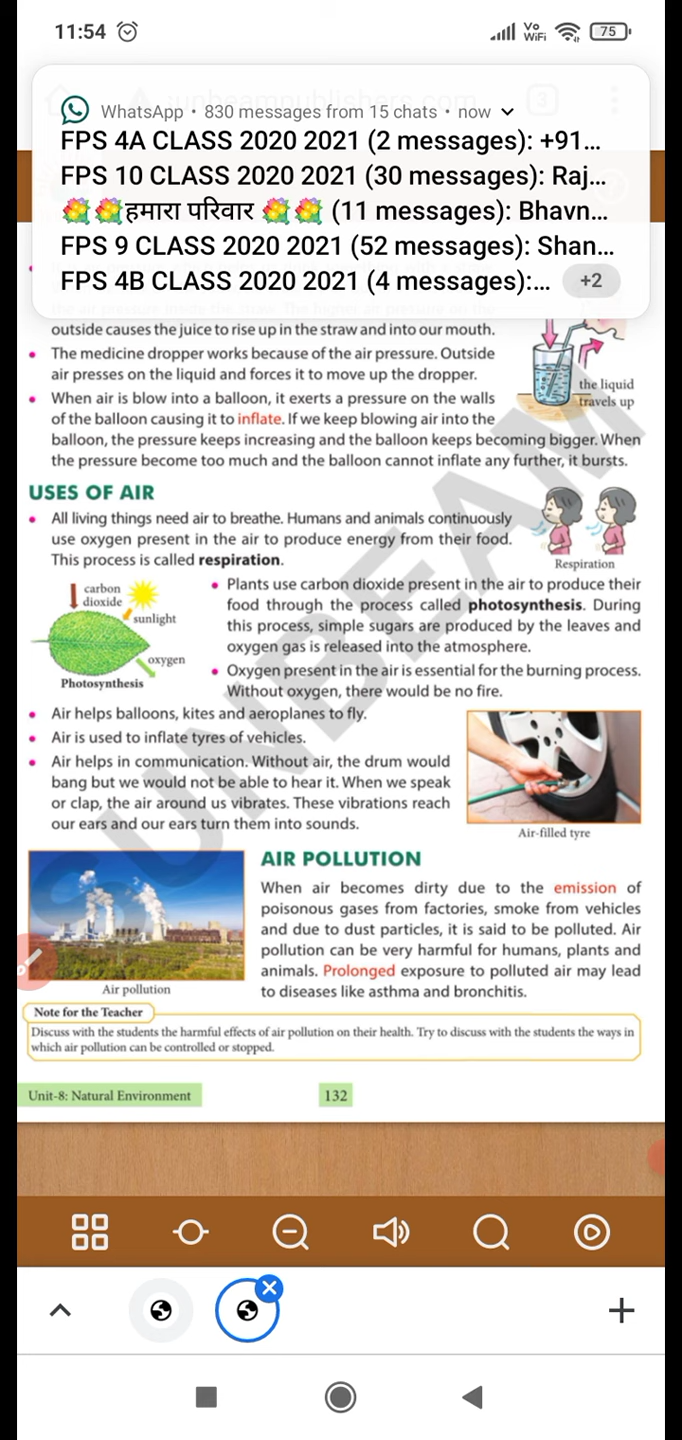 11:54
Vo
WiFi
75
WhatsApp • 830 messages from 15 chats • now
FPS 4A CLASS 2020 2021 (2 messages): +91...
FPS 10 CLASS 2020 2021 (30 messages): Raj...
💐💐हमारा परिवार 💐💐 (11 messages): Bhavn...
FPS 9 CLASS 2020 2021 (52 messages): Shan...
FPS 4B CLASS 2020 2021 (4 messages):... +2
outside causes the juice to rise up in the straw and into our mouth.
• The medicine dropper works because of the air pressure. Outside
air presses on the liquid and forces it to move up the dropper.
the liquid
travels up
• When air is blow into a balloon, it exerts a pressure on the walls
of the balloon causing it to inflate. If we keep blowing air into the
balloon, the pressure keeps increasing and the balloon keeps becoming bigger. When
the pressure become too much and the balloon cannot inflate any further, it bursts.
USES OF AIR
• All living things need air to breathe. Humans and animals continuously
use oxygen present in the air to produce energy from their food.
This process is called respiration.
Respiration
carbon
dioxide
sunlight
oxygen
Photosynthesis
• Plants use carbon dioxide present in the air to produce their
food through the process called photosynthesis. During
this process, simple sugars are produced by the leaves and
oxygen gas is released into the atmosphere.
• Oxygen present in the air is essential for the burning process.
Without oxygen, there would be no fire.
• Air helps balloons, kites and aeroplanes to fly.
• Air is used to inflate tyres of vehicles.
• Air helps in communication. Without air, the drum would
bang but we would not be able to hear it. When we speak
or clap, the air around us vibrates. These vibrations reach
our ears and our ears turn them into sounds.
Air-filled tyre
AIR POLLUTION
When air becomes dirty due to the emission of
poisonous gases from factories, smoke from vehicles
and due to dust particles, it is said to be polluted. Air
pollution can be very harmful for humans, plants and
animals. Prolonged exposure to polluted air may lead
to diseases like asthma and bronchitis.
Air pollution
Note for the Teacher
Discuss with the students the harmful effects of air pollution on their health. Try to discuss with the students the ways in
which air pollution can be controlled or stopped.
Unit-8: Natural Environment
132
SUNBEAM